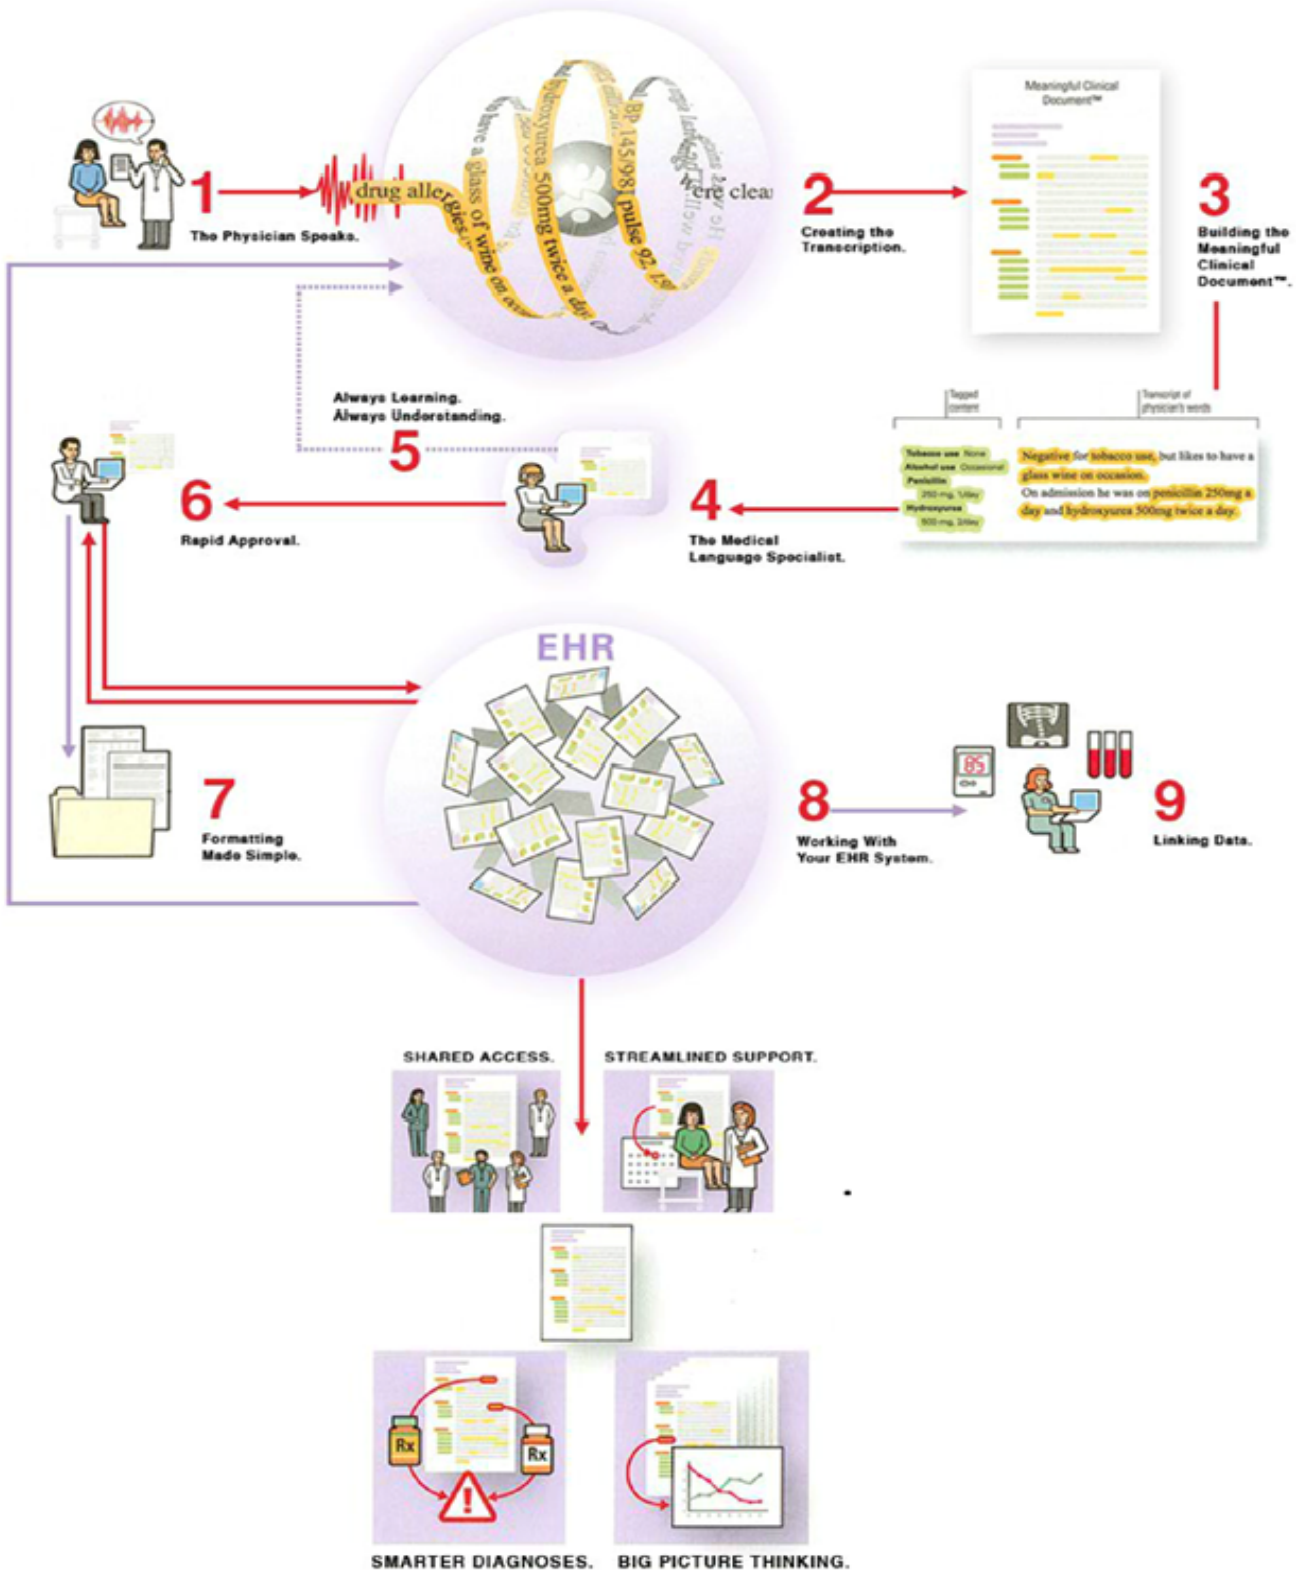 1
The Physician Speaks.
drug allergies.
have a glass of wine on occas
hydroxyurea 500mg twice a day.
BP 145/98 pulse 92,
were clear
2
Creating the
Transcription.
Meaningful Clinical
Document™
3
Building the
Meaningful
Clinical
Document™.
Tagged
content
Transcript of
physician's words
Tobacco use None
Alcohol use Occasional
Penicillin
250 mg, 1/day
Hydroxyurea
500 mg, 2/day
Negative for tobacco use, but likes to have a
glass wine on occasion.
On admission he was on penicillin 250mg a
day and hydroxyurea 500mg twice a day.
4
The Medical
Language Specialist.
Always Learning.
Always Understanding.
5
6
Rapid Approval.
EHR
7
Formatting
Made Simple.
8
Working With
Your EHR System.
85
9
Linking Data.
SHARED ACCESS.
STREAMLINED SUPPORT.
Rx
Rx
!
SMARTER DIAGNOSES.
BIG PICTURE THINKING.